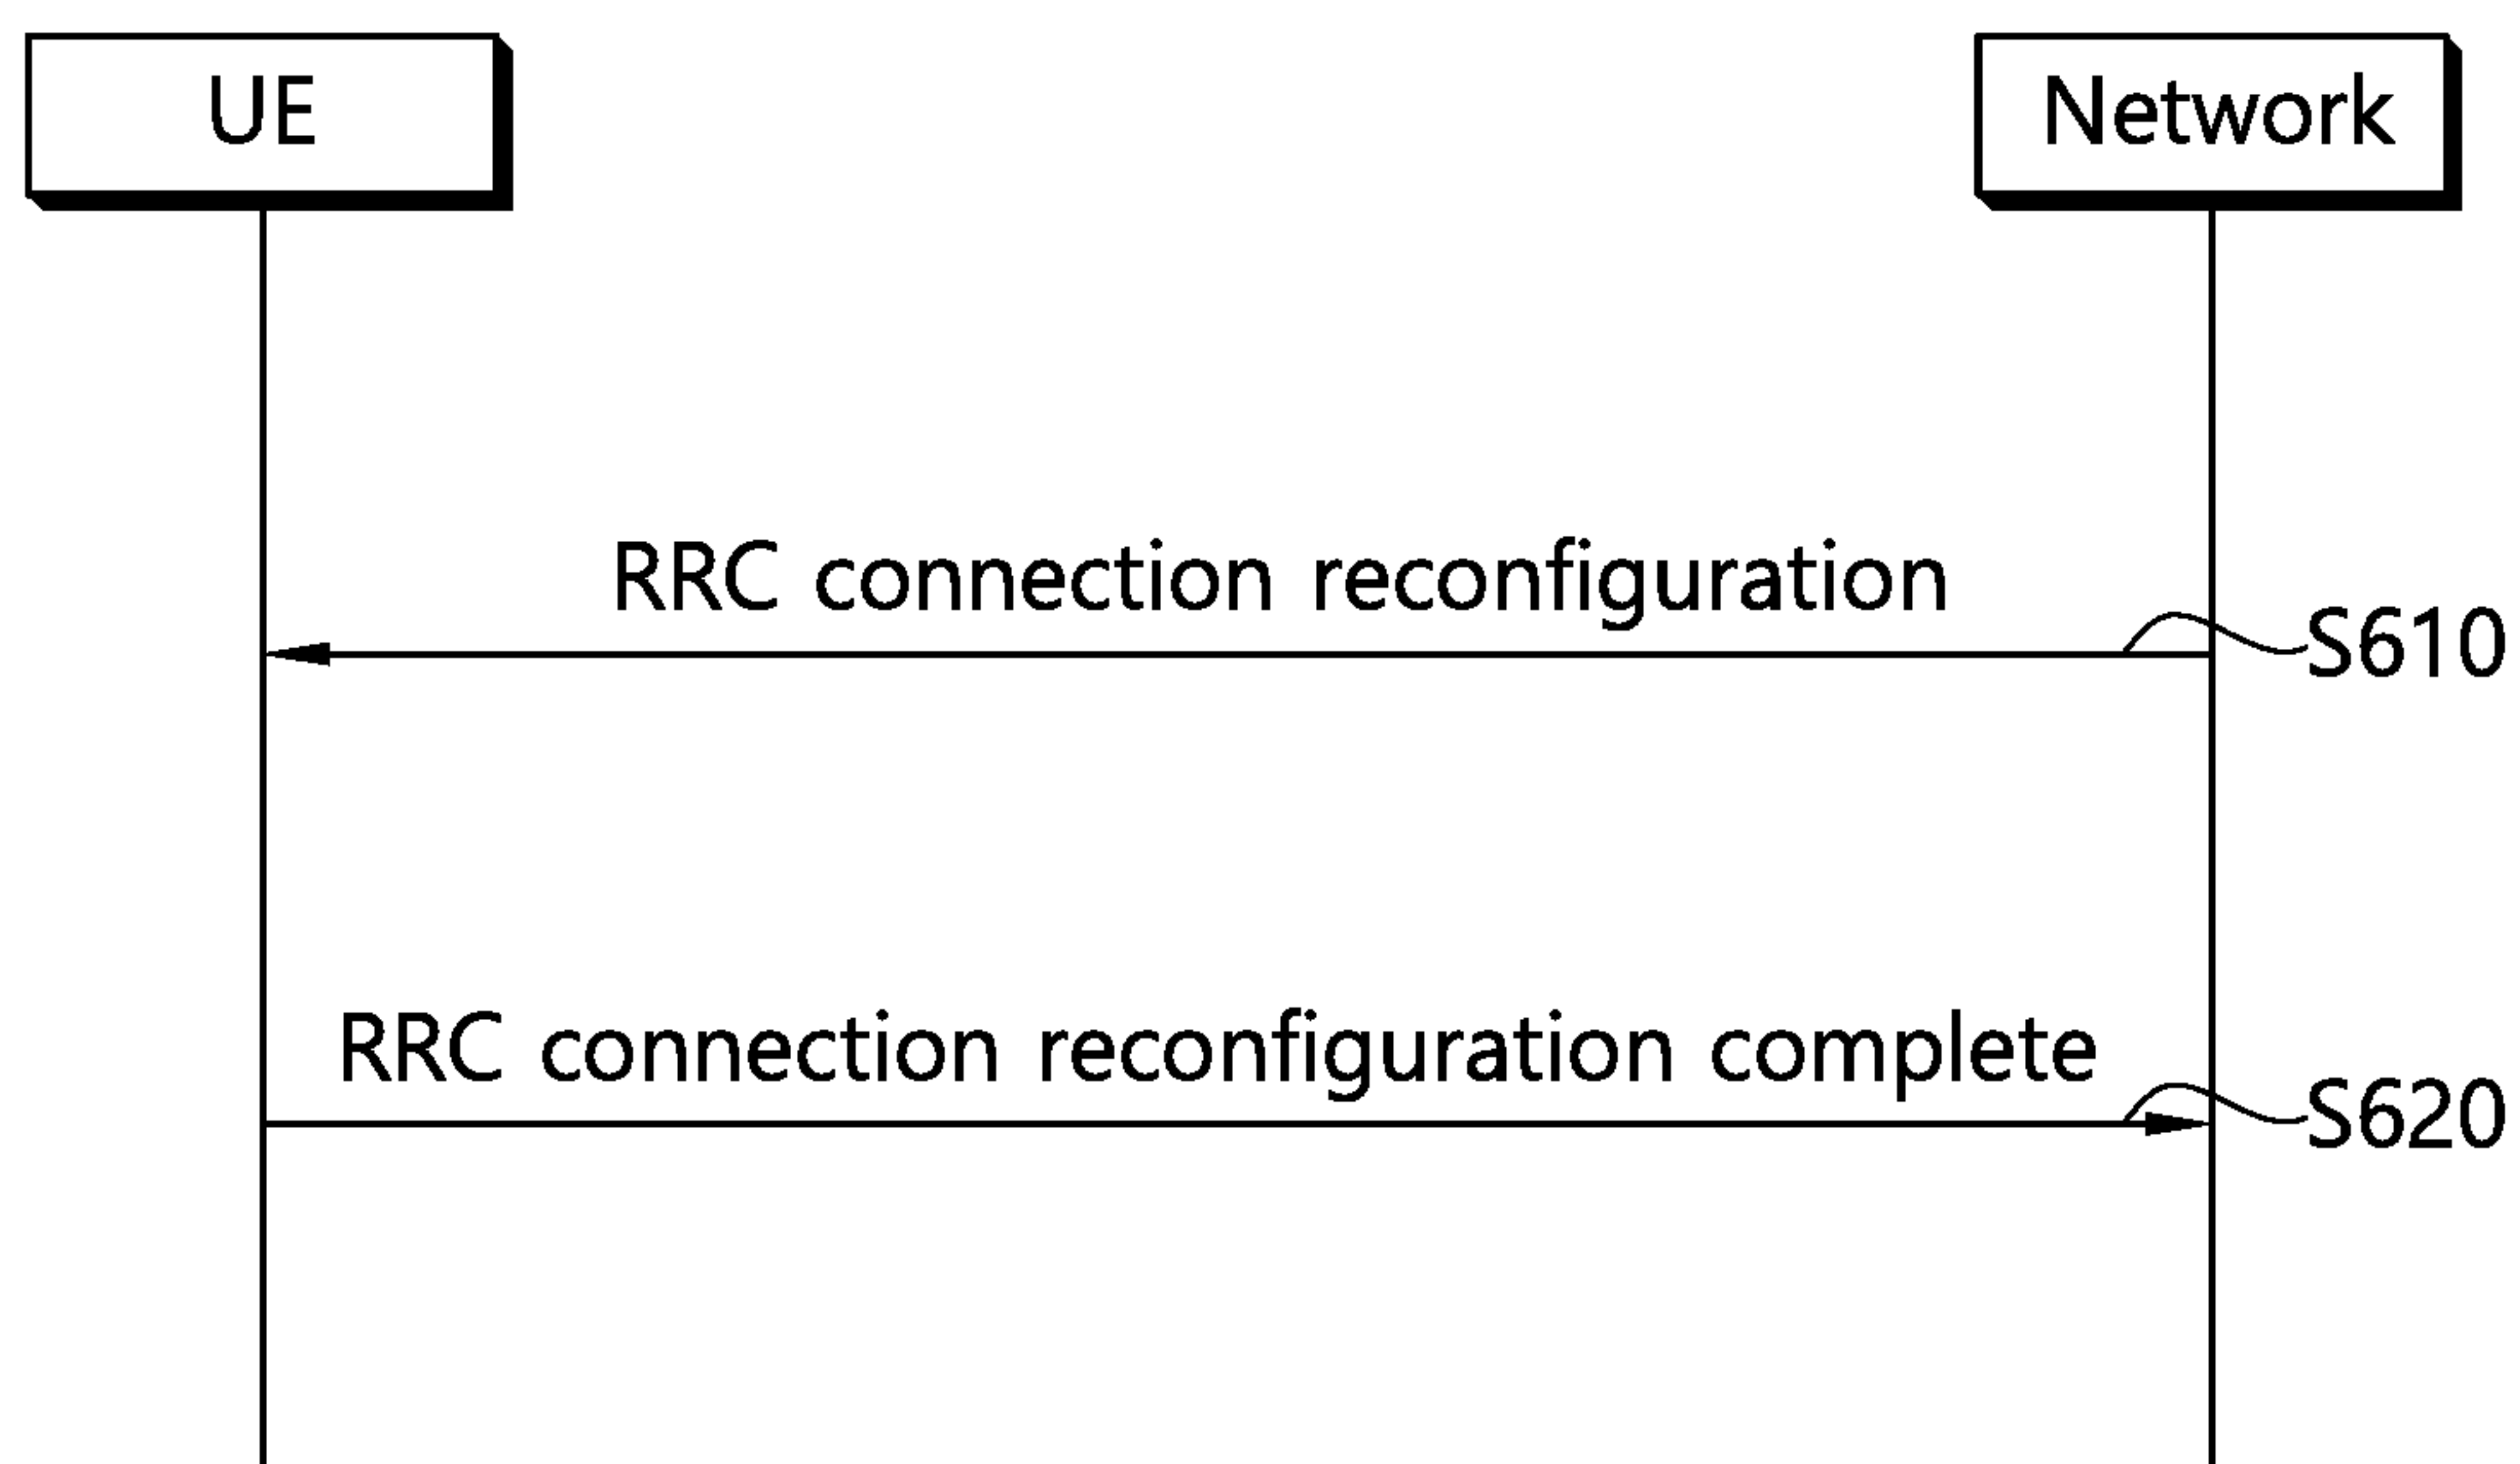 UE
Network
RRC connection reconfiguration
S610
RRC connection reconfiguration complete
S620